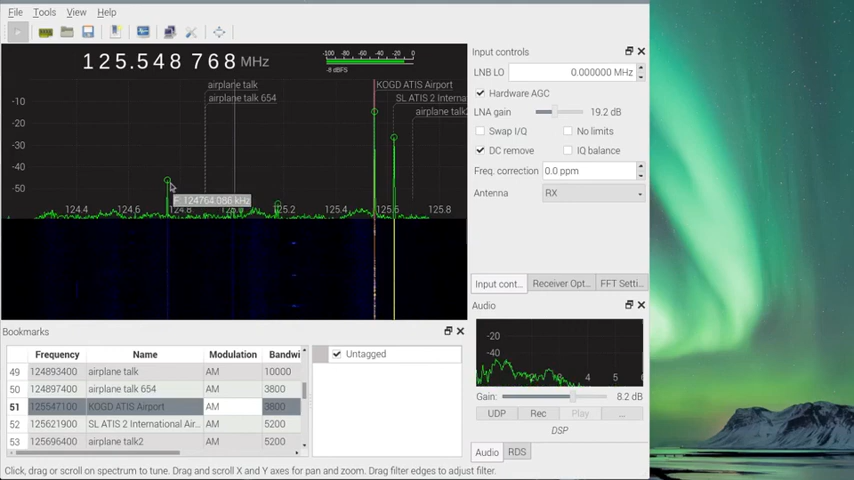 File Tools View Help
125.548 768 MHz
-100 -80 -60 -40 -20 0
-8 dBFS
airplane talk
KOGD ATIS Airport
airplane talk 654
SL ATIS 2 Interna
airplane talk2
-10
-20
-30
-40
-50
F: 124764.086 kHz
124.4 124.6 124.8 125.2 125.6 125.8
Input controls
LNB LO 0.000000 MHz
Hardware AGC
LNA gain 19.2 dB
Swap I/Q No limits
DC remove IQ balance
Freq. correction 0.0 ppm
Antenna RX
Input cont... Receiver Opt... FFT Setti...
Bookmarks
Frequency Name Modulation Bandwi
49 124893400 airplane talk AM 10000
50 124897400 airplane talk 654 AM 3800
51 125547100 KOGD ATIS Airport AM 3800
52 125621900 SL ATIS 2 International Air... AM 5200
53 125696400 airplane talk2 AM 5200
Untagged
Audio
-20
-40
1 2 3 4 5 6
Gain: 8.2 dB
UDP Rec Play ...
DSP
Audio RDS
Click, drag or scroll on spectrum to tune. Drag and scroll X and Y axes for pan and zoom. Drag filter edges to adjust filter.